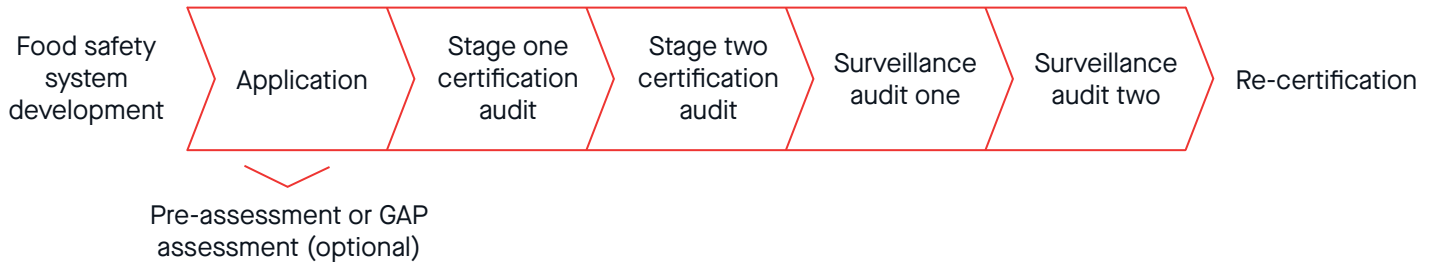 Food safety
system
development
Application
Stage one
certification
audit
Stage two
certification
audit
Surveillance
audit one
Surveillance
audit two
Re-certification
Pre-assessment or GAP
assessment (optional)